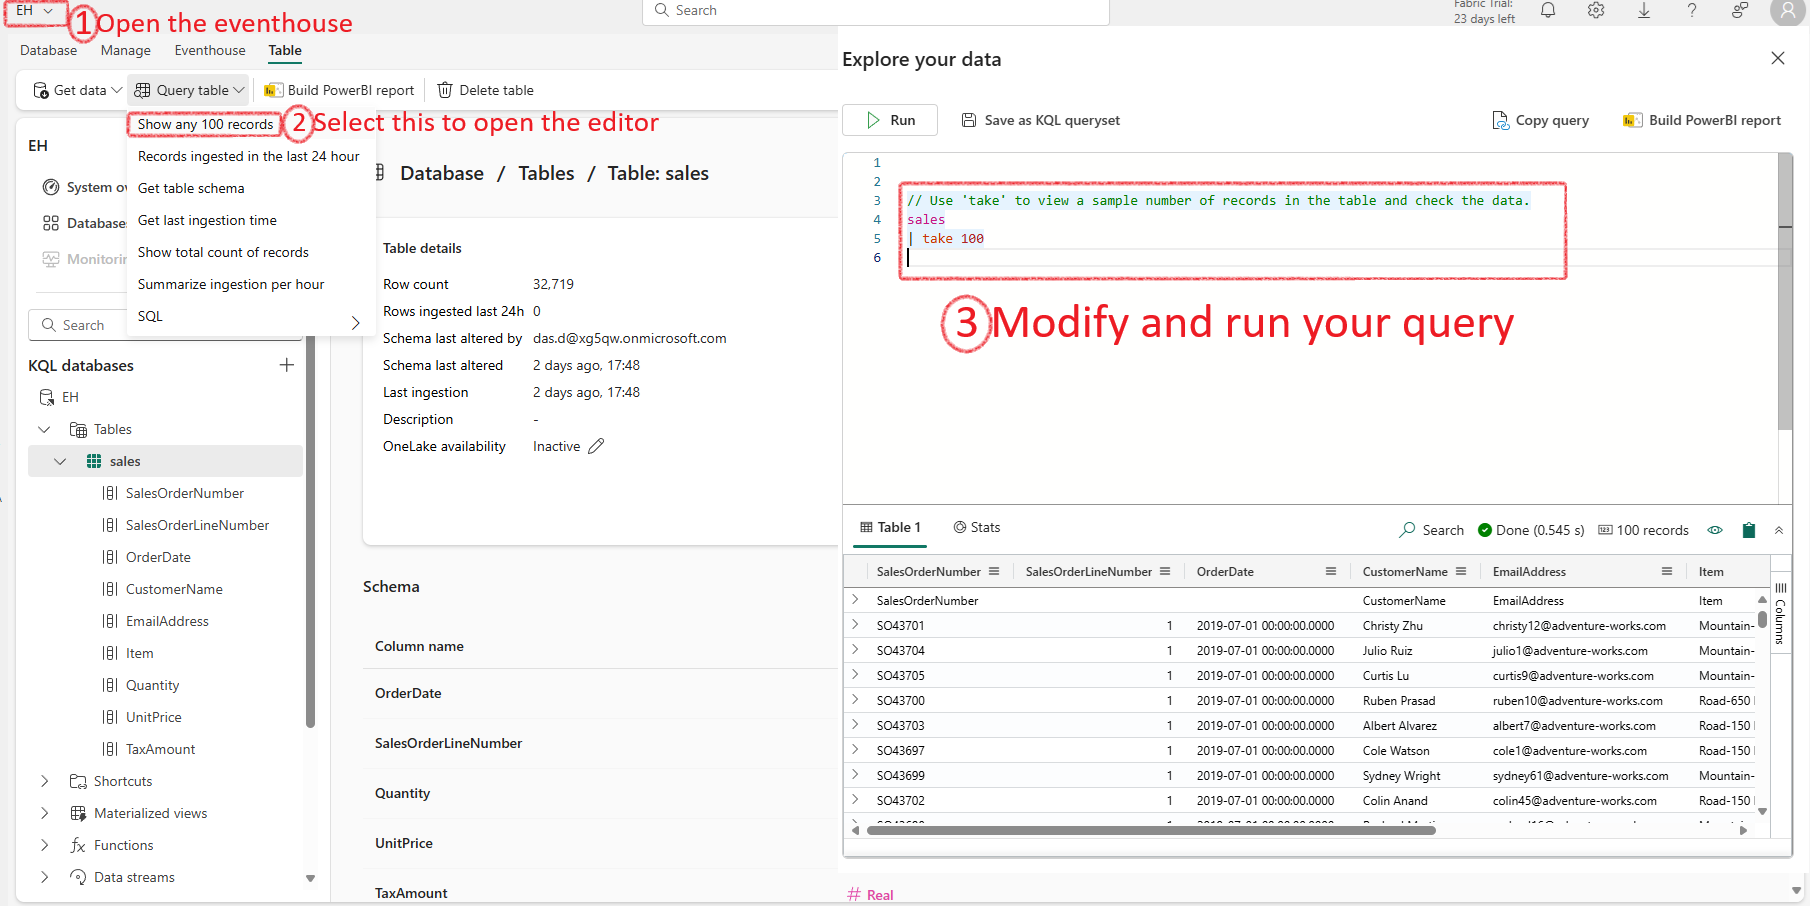 EH
① Open the eventhouse
Search
Fabric Trial:
23 days left
Database Manage Eventhouse Table
Get data Query table Build PowerBI report Delete table
Show any 100 records
② Select this to open the editor
Records ingested in the last 24 hour
Get table schema
Get last ingestion time
Show total count of records
Summarize ingestion per hour
SQL
EH
System ov
Database
Monitorin
Search
KQL databases
EH
Tables
sales
SalesOrderNumber
SalesOrderLineNumber
OrderDate
CustomerName
EmailAddress
Item
Quantity
UnitPrice
TaxAmount
Shortcuts
Materialized views
Functions
Data streams
Database / Tables / Table: sales
Table details
Row count 32,719
Rows ingested last 24h 0
Schema last altered by das.d@xg5qw.onmicrosoft.com
Schema last altered 2 days ago, 17:48
Last ingestion 2 days ago, 17:48
Description -
OneLake availability Inactive
Schema
Column name
OrderDate
SalesOrderLineNumber
Quantity
UnitPrice
TaxAmount
# Real
Explore your data
Run Save as KQL queryset Copy query Build PowerBI report
1
2
3 // Use 'take' to view a sample number of records in the table and check the data.
4 sales
5 | take 100
6
③ Modify and run your query
Table 1 Stats Search Done (0.545 s) 100 records
SalesOrderNumber SalesOrderLineNumber OrderDate CustomerName EmailAddress Item
SalesOrderNumber CustomerName EmailAddress Item
SO43701 1 2019-07-01 00:00:00.0000 Christy Zhu christy12@adventure-works.com Mountain-
SO43704 1 2019-07-01 00:00:00.0000 Julio Ruiz julio1@adventure-works.com Mountain-
SO43705 1 2019-07-01 00:00:00.0000 Curtis Lu curtis9@adventure-works.com Mountain-
SO43700 1 2019-07-01 00:00:00.0000 Ruben Prasad ruben10@adventure-works.com Road-650
SO43703 1 2019-07-01 00:00:00.0000 Albert Alvarez albert7@adventure-works.com Road-150
SO43697 1 2019-07-01 00:00:00.0000 Cole Watson cole1@adventure-works.com Road-150
SO43699 1 2019-07-01 00:00:00.0000 Sydney Wright sydney61@adventure-works.com Mountain-
SO43702 1 2019-07-01 00:00:00.0000 Colin Anand colin45@adventure-works.com Road-150
Columns